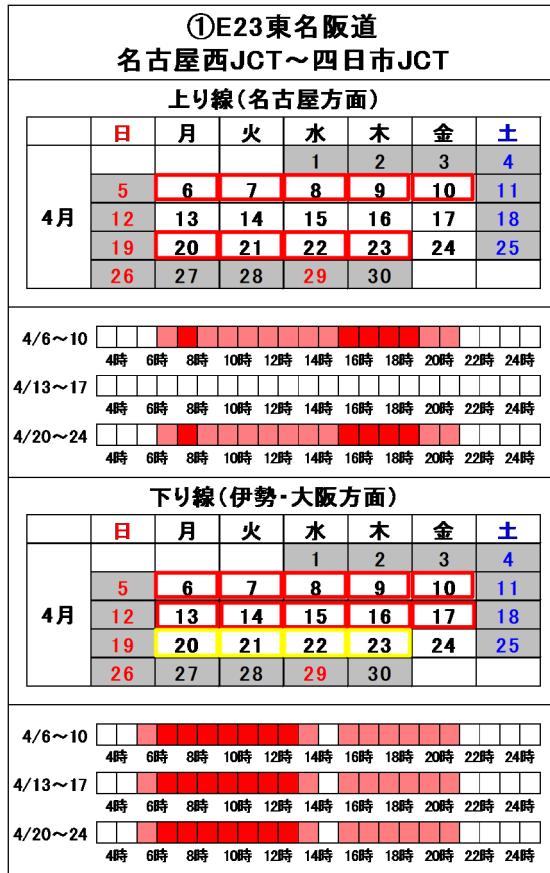 ①E23東名阪道
名古屋西JCT～四日市JCT
上り線(名古屋方面)
日 月 火 水 木 金 土
1 2 3 4
5 6 7 8 9 10 11
4月 12 13 14 15 16 17 18
19 20 21 22 23 24 25
26 27 28 29 30
4/6～10
4時 6時 8時 10時 12時 14時 16時 18時 20時 22時 24時
4/13～17
4時 6時 8時 10時 12時 14時 16時 18時 20時 22時 24時
4/20～24
4時 6時 8時 10時 12時 14時 16時 18時 20時 22時 24時
下り線(伊勢・大阪方面)
日 月 火 水 木 金 土
1 2 3 4
5 6 7 8 9 10 11
4月 12 13 14 15 16 17 18
19 20 21 22 23 24 25
26 27 28 29 30
4/6～10
4時 6時 8時 10時 12時 14時 16時 18時 20時 22時 24時
4/13～17
4時 6時 8時 10時 12時 14時 16時 18時 20時 22時 24時
4/20～24
4時 6時 8時 10時 12時 14時 16時 18時 20時 22時 24時